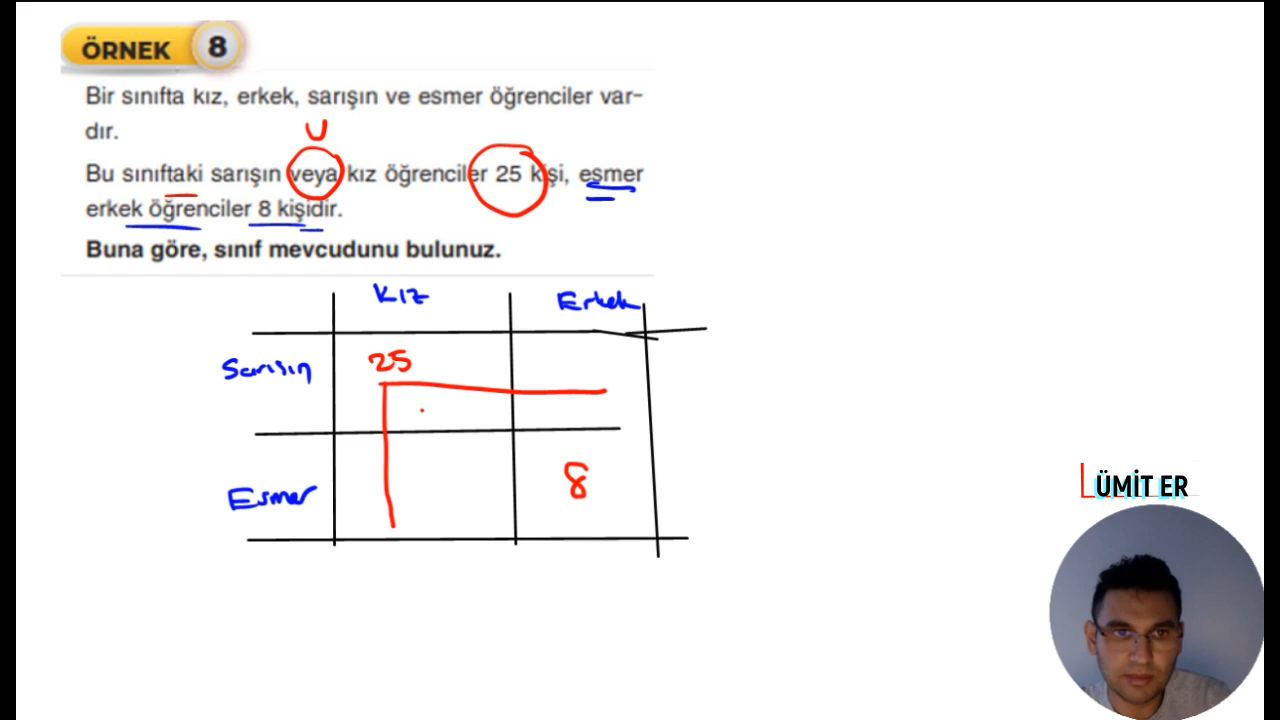 ÖRNEK 8
Bir sınıfta kız, erkek, sarışın ve esmer öğrenciler var-
dır.
U
Bu sınıftaki sarışın veya kız öğrenciler 25 kişi, esmer
erkek öğrenciler 8 kişidir.
Buna göre, sınıf mevcudunu bulunuz.
Kız Erkek
Sarışın 25
Esmer 8
ÜMİT ER